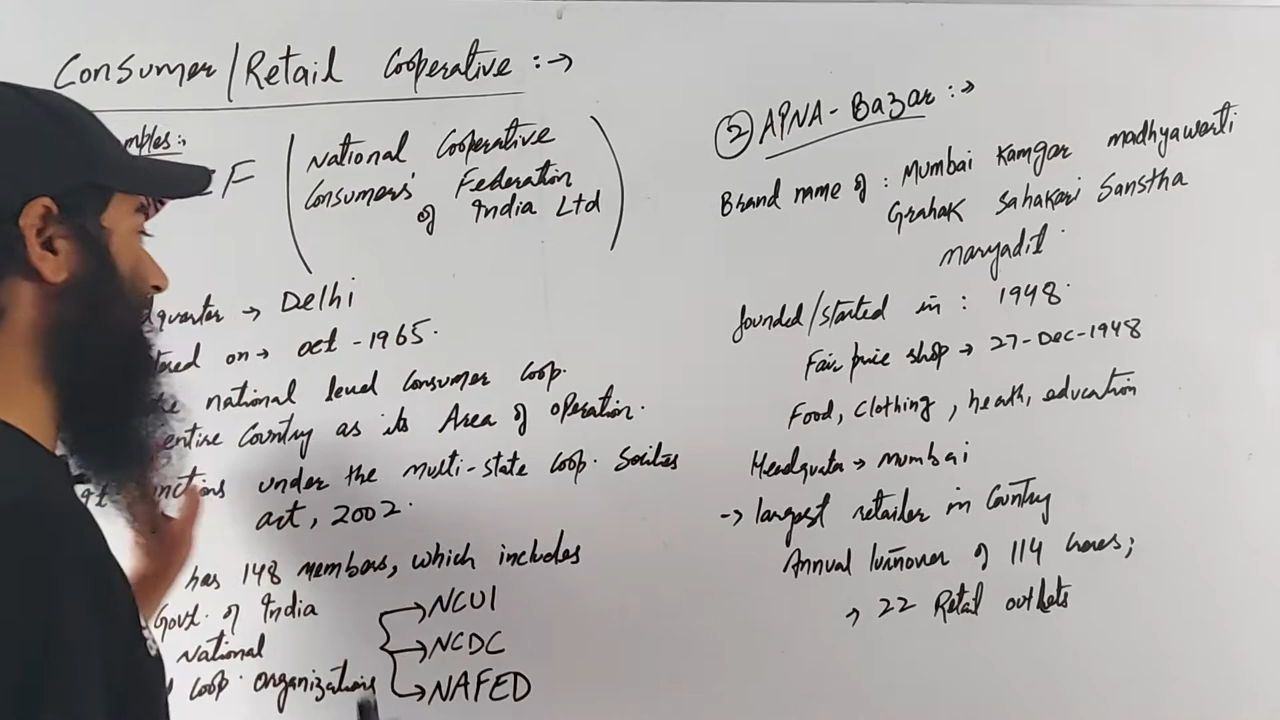 Consumer/Retail Cooperative :→
mples :
F (National Cooperative
Consumers' Federation
of India Ltd)
dquarter → Delhi
ered on → oct - 1965.
he national level Consumer Coop.
entire Country as its Area of operation.
nctions under the multi-state Coop. Socities
act, 2002.
has 148 members, which includes
Govt. of India
National
Coop. organizations
→ NCUI
→ NCDC
→ NAFED
② APNA - Bazar :→
Brand name of : Mumbai Kamgar madhyawarti
Grahak Sahakari Sanstha
maryadit.
founded/started in : 1948.
Fair price shop → 27-Dec-1948
Food, Clothing, heath, education
Headquater → mumbai
→ largest retailer in Country
Annual turnover of 114 crores;
→ 22 Retail outlets